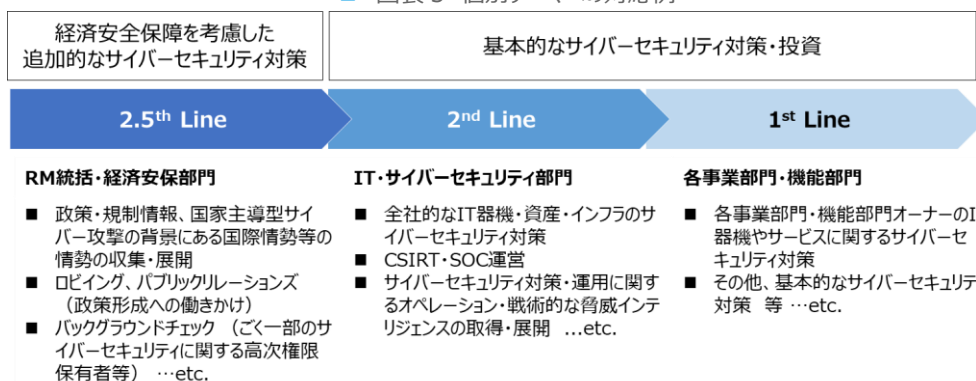 経済安全保障を考慮した
追加的なサイバーセキュリティ対策
基本的なサイバーセキュリティ対策・投資
2.5th Line
2nd Line
1st Line
RM統括・経済安保部門
■ 政策・規制情報、国家主導型サイ
バー攻撃の背景にある国際情勢等の
情勢の収集・展開
■ ロビイング、パブリックリレーションズ
（政策形成への働きかけ）
■ バックグラウンドチェック （ごく一部のサ
イバーセキュリティに関する高次権限
保有者等） …etc.
IT・サイバーセキュリティ部門
■ 全社的なIT器機・資産・インフラのサ
イバーセキュリティ対策
■ CSIRT・SOC運営
■ サイバーセキュリティ対策・運用に関す
るオペレーション・戦術的な脅威インテ
リジェンスの取得・展開 ...etc.
各事業部門・機能部門
■ 各事業部門・機能部門オーナーのI
器機やサービスに関するサイバーセ
キュリティ対策
■ その他、基本的なサイバーセキュリテ
対策 等 …etc.